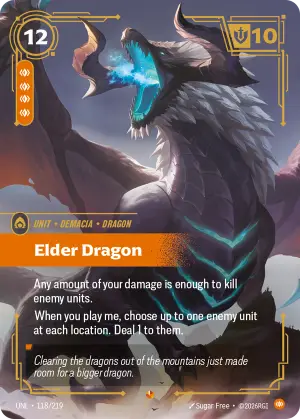 12
10
UNIT • DEMACIA • DRAGON
Elder Dragon
Any amount of your damage is enough to kill
enemy units.
When you play me, choose up to one enemy unit
at each location. Deal 1 to them.
Clearing the dragons out of the mountains just made
room for a bigger dragon.
UNL • 118/219
Sugar Free • ©2026RGI